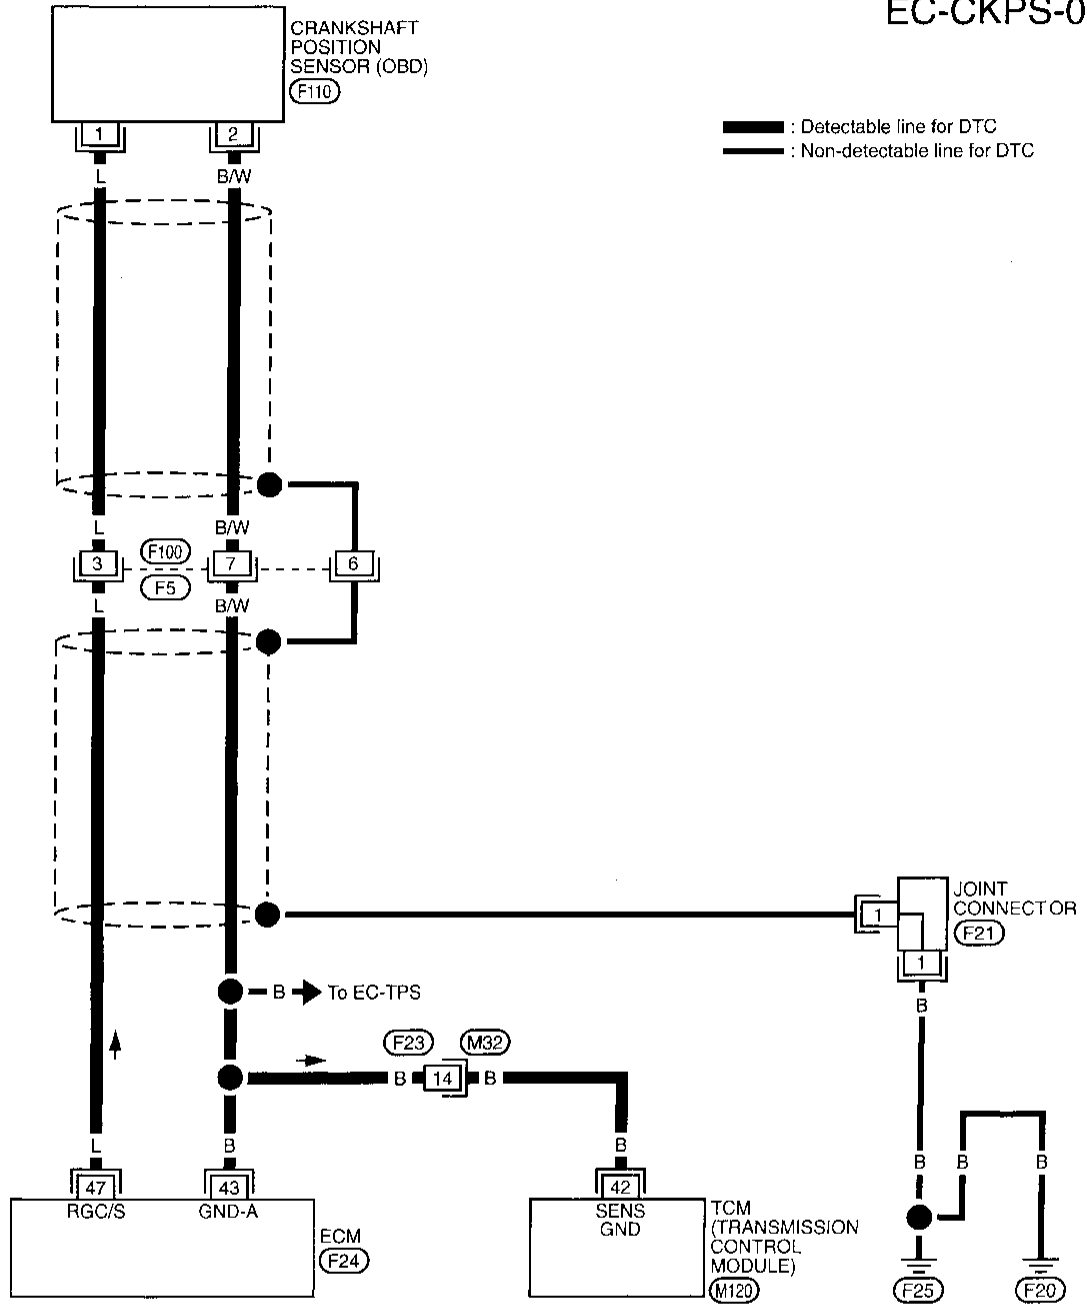 EC-CKPS-0
CRANKSHAFT
POSITION
SENSOR (OBD)
F110
1
2
: Detectable line for DTC
: Non-detectable line for DTC
L
B/W
L
B/W
3
F100
F5
7
6
L
B/W
JOINT
CONNECTOR
F21
1
1
B
B
To EC-TPS
F23
M32
B
14
B
L
B
B
B
B
B
47
43
42
RGC/S
GND-A
SENS
GND
ECM
F24
TCM
(TRANSMISSION
CONTROL
MODULE)
M120
F25
F20